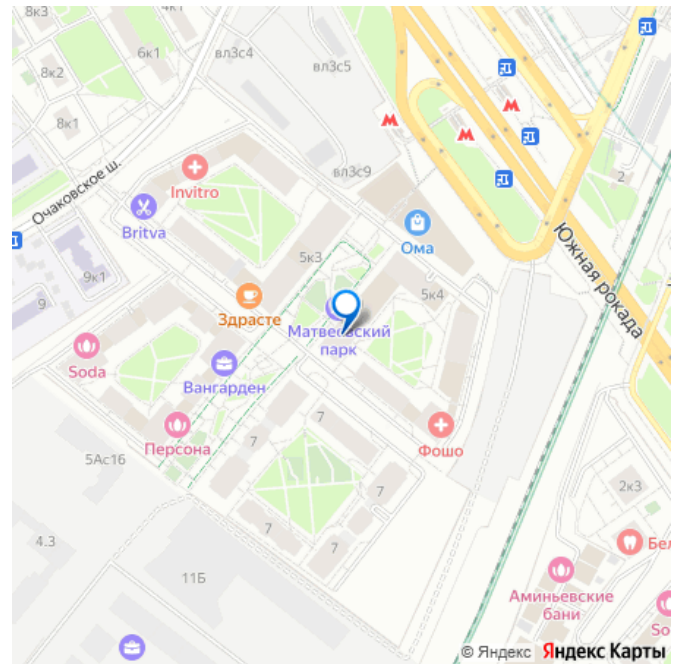 8к3
6к1
вл3с4
вл3с5
8к2
8к1
М
М
М
Очаковское ш.
Invitro
вл3с9
2
Britva
Ома
Южная рокада
5к3
9к1
9
5к4
Здрасте
Матвеевский
парк
Soda
Вангарден
7
Персона
7
Фошо
5Ас16
7
7
7
2к3
4.3
Бел
11Б
Аминьевские
бани
So
© Яндекс Яндекс Карты